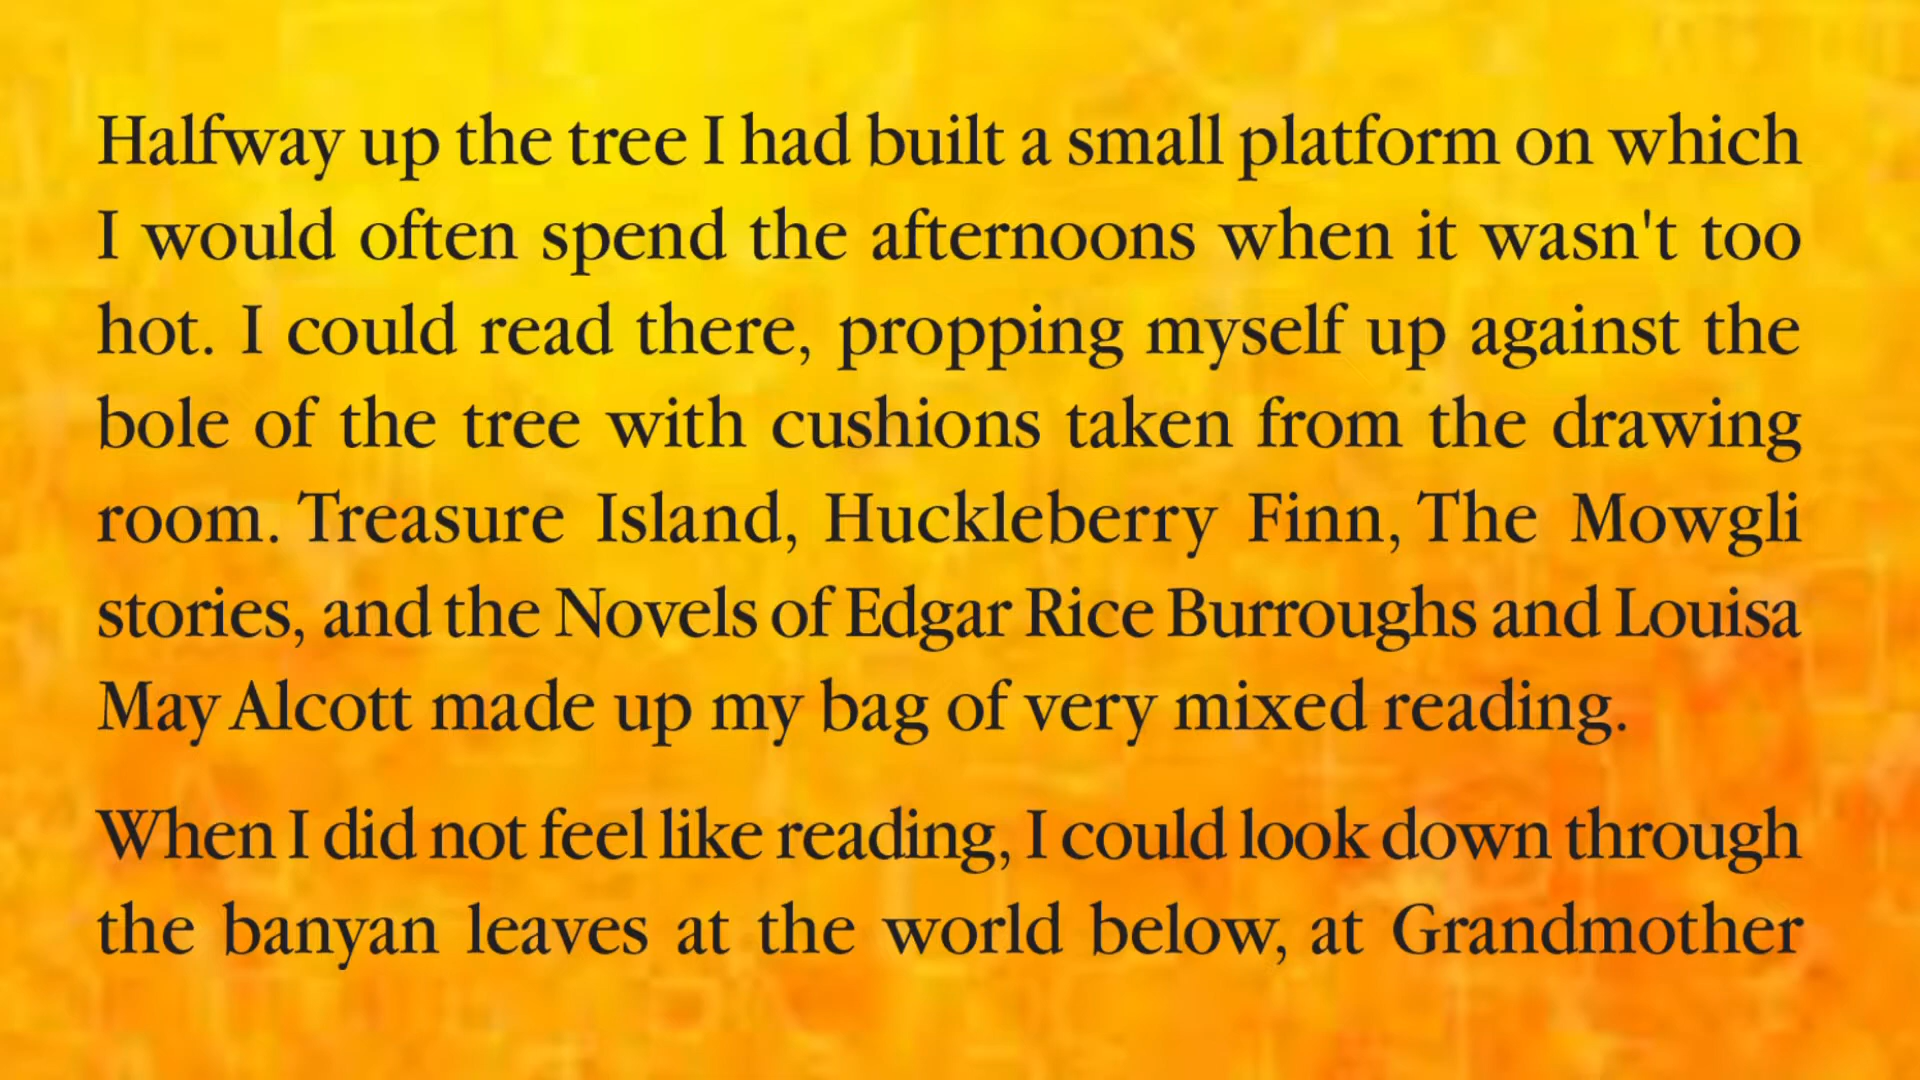 Halfway up the tree I had built a small platform on which
I would often spend the afternoons when it wasn't too
hot. I could read there, propping myself up against the
bole of the tree with cushions taken from the drawing
room. Treasure Island, Huckleberry Finn, The Mowgli
stories, and the Novels of Edgar Rice Burroughs and Louisa
May Alcott made up my bag of very mixed reading.
When I did not feel like reading, I could look down through
the banyan leaves at the world below, at Grandmother